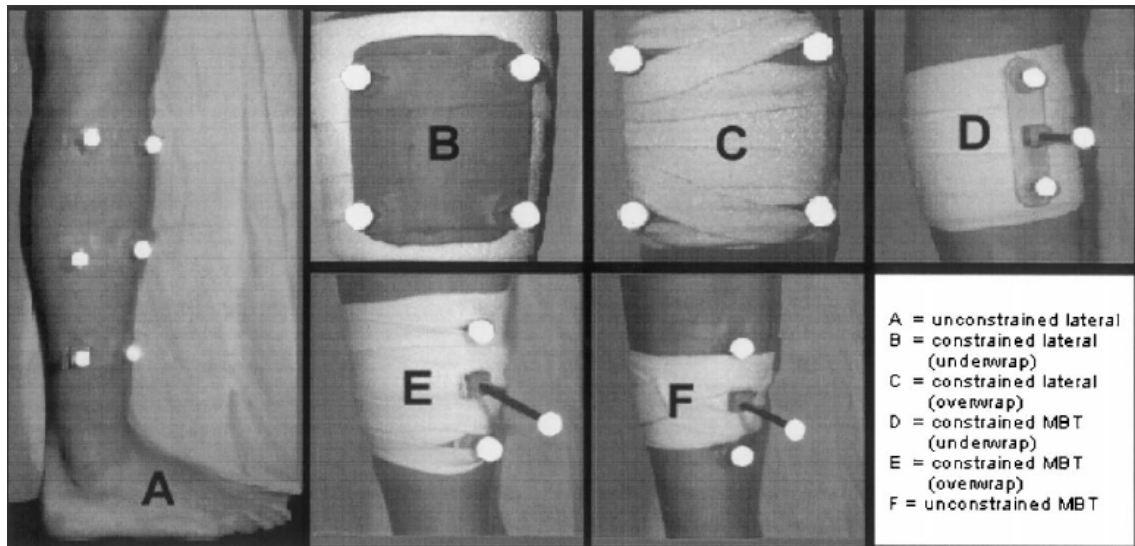 B
C
D
A
E
F
A = unconstrained lateral
B = constrained lateral
(underwrap)
C = constrained lateral
(overwrap)
D = constrained MBT
(underwrap)
E = constrained MBT
(overwrap)
F = unconstrained MBT